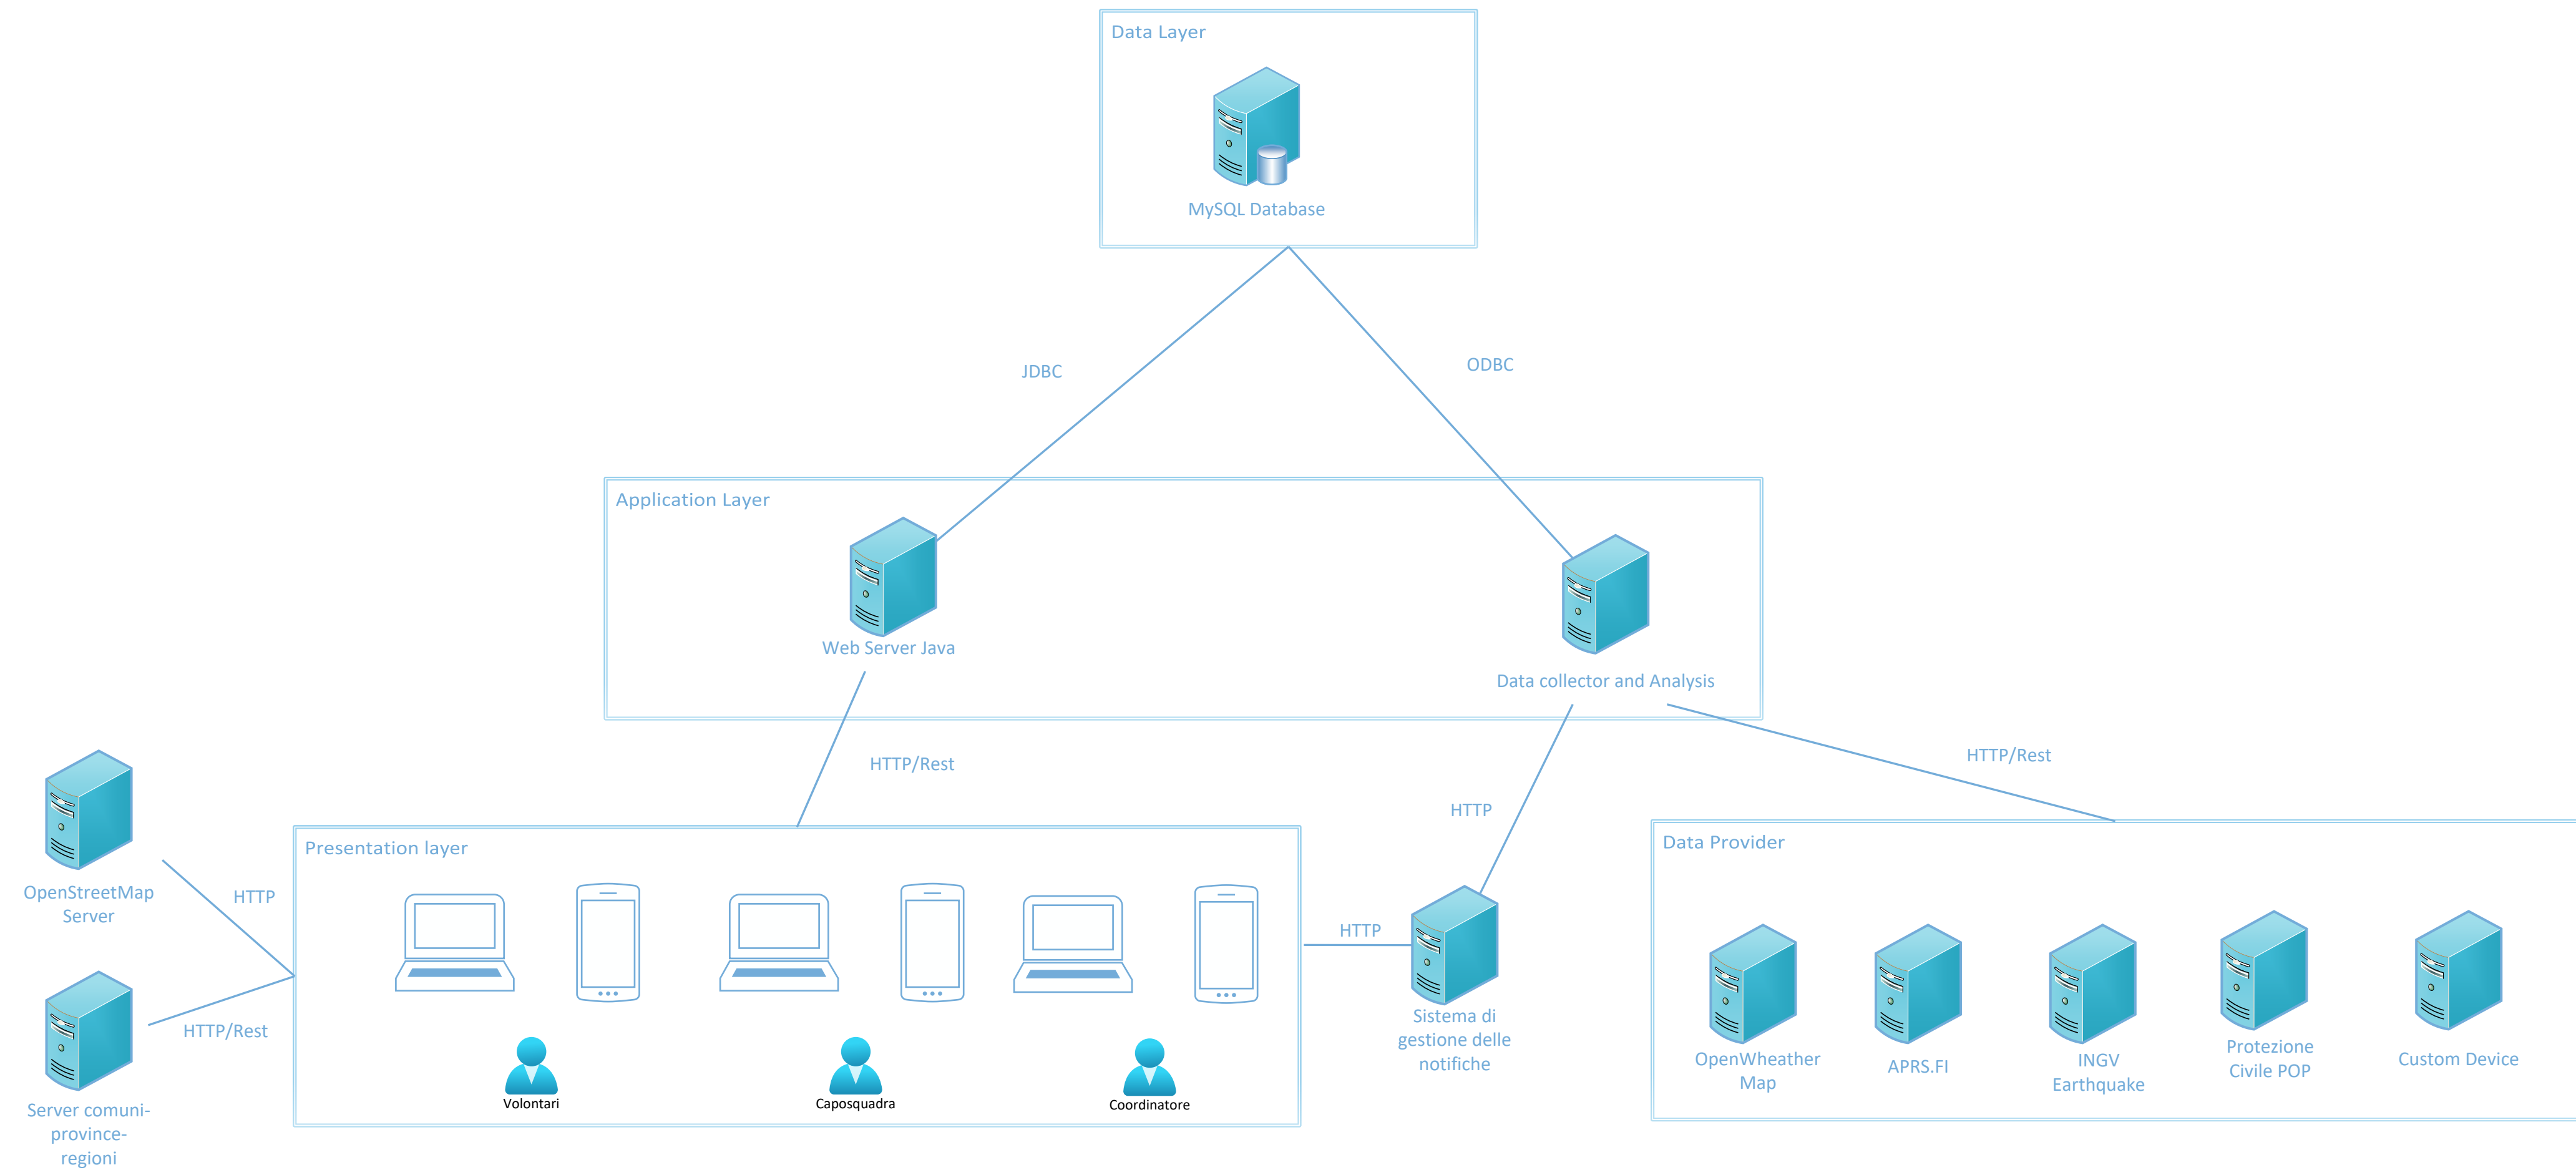 Data Layer
MySQL Database
JDBC
ODBC
Application Layer
Web Server Java
Data collector and Analysis
HTTP/Rest
HTTP/Rest
HTTP
OpenStreetMap
Server
HTTP
HTTP/Rest
Server comuni-
province-
regioni
Presentation layer
Volontari
Caposquadra
Coordinatore
HTTP
Sistema di
gestione delle
notifiche
Data Provider
OpenWheather
Map
APRS.FI
INGV
Earthquake
Protezione
Civile POP
Custom Device